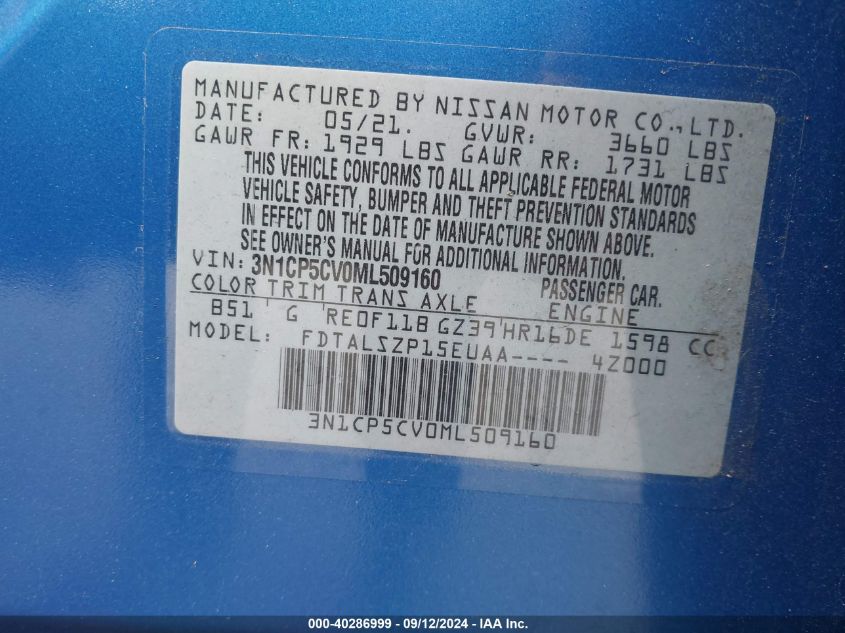 MANUFACTURED BY NISSAN MOTOR CO., LTD.
DATE: 05/21. GVWR: 3660 LBS
GAWR FR: 1929 LBS GAWR RR: 1731 LBS
THIS VEHICLE CONFORMS TO ALL APPLICABLE FEDERAL MOTOR
VEHICLE SAFETY, BUMPER AND THEFT PREVENTION STANDARDS
IN EFFECT ON THE DATE OF MANUFACTURE SHOWN ABOVE.
SEE OWNER'S MANUAL FOR ADDITIONAL INFORMATION.
VIN: 3N1CP5CV0ML509160 PASSENGER CAR.
COLOR TRIM TRANS AXLE ENGINE
B51 G RE0F11B GZ39 HR16DE 1598 CC
MODEL: FDTALSZP15EUAA---- 4Z000
3N1CP5CV0ML509160
000-40286999 - 09/12/2024 - IAA Inc.